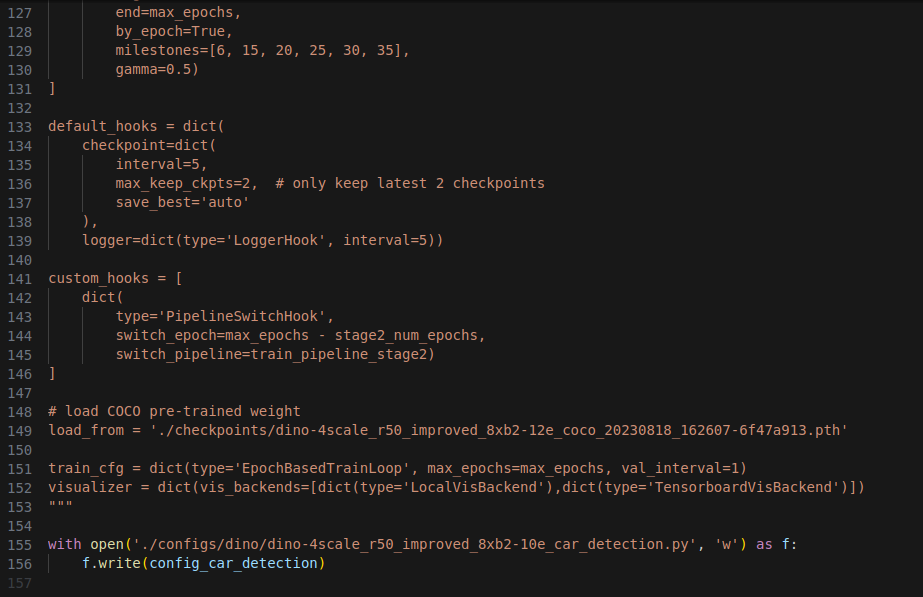 127 end=max_epochs,
128 by_epoch=True,
129 milestones=[6, 15, 20, 25, 30, 35],
130 gamma=0.5)
131 ]
132
133 default_hooks = dict(
134 checkpoint=dict(
135 interval=5,
136 max_keep_ckpts=2,  # only keep latest 2 checkpoints
137 save_best='auto'
138 ),
139 logger=dict(type='LoggerHook', interval=5))
140
141 custom_hooks = [
142 dict(
143 type='PipelineSwitchHook',
144 switch_epoch=max_epochs - stage2_num_epochs,
145 switch_pipeline=train_pipeline_stage2)
146 ]
147
148 # load COCO pre-trained weight
149 load_from = './checkpoints/dino-4scale_r50_improved_8xb2-12e_coco_20230818_162607-6f47a913.pth'
150
151 train_cfg = dict(type='EpochBasedTrainLoop', max_epochs=max_epochs, val_interval=1)
152 visualizer = dict(vis_backends=[dict(type='LocalVisBackend'),dict(type='TensorboardVisBackend')])
153 """
154
155 with open('./configs/dino/dino-4scale_r50_improved_8xb2-10e_car_detection.py', 'w') as f:
156 f.write(config_car_detection)
157